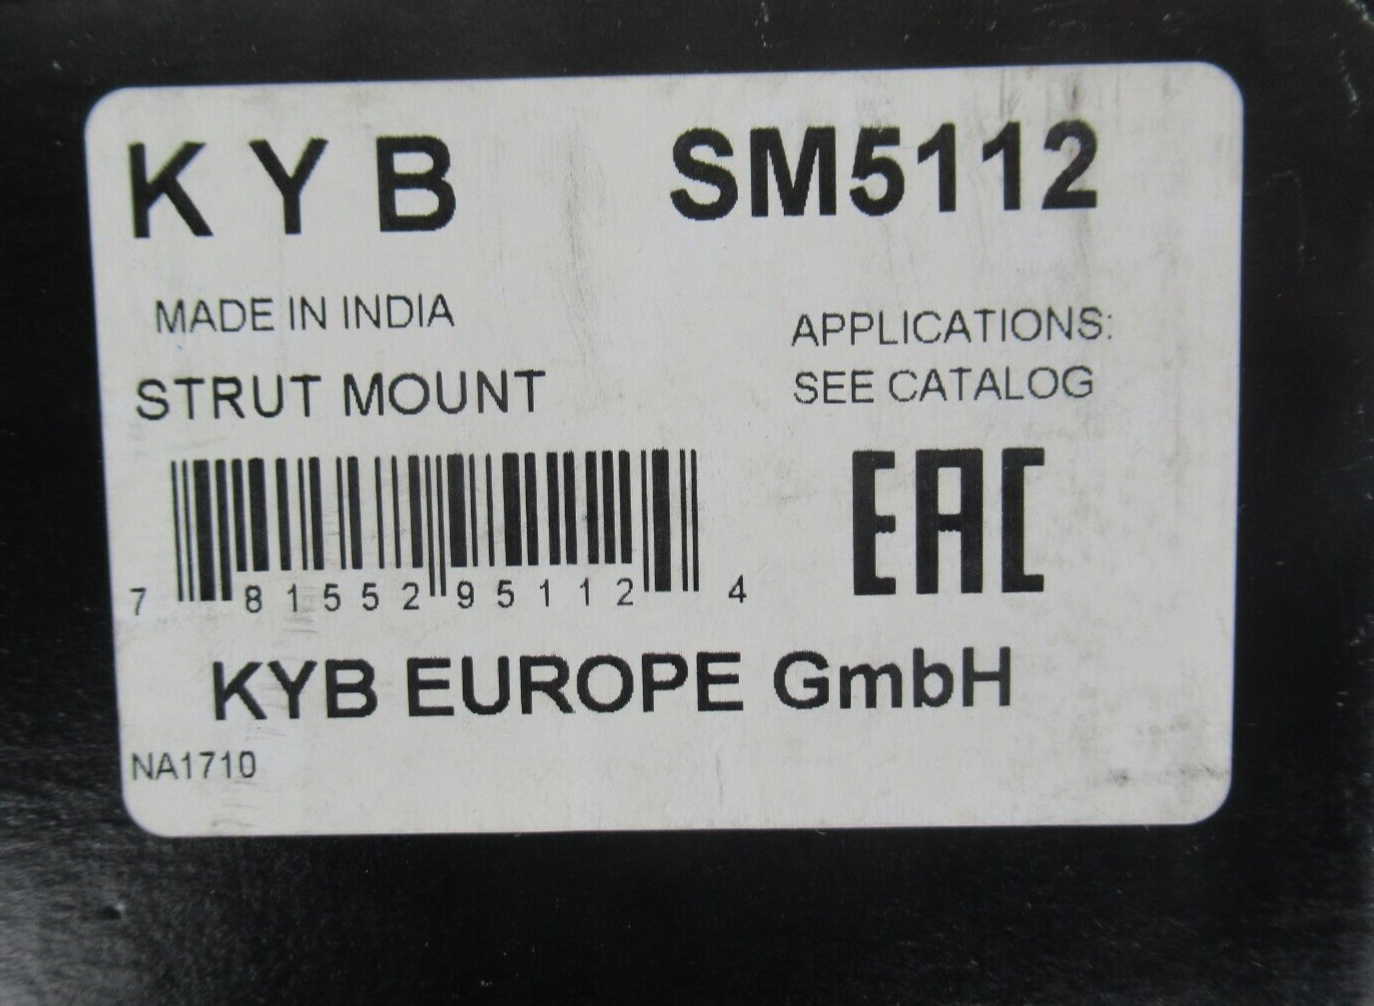 KYB SM5112
MADE IN INDIA
APPLICATIONS:
STRUT MOUNT
SEE CATALOG
EAC
7 81552 95112 4
KYB EUROPE GmbH
NA1710